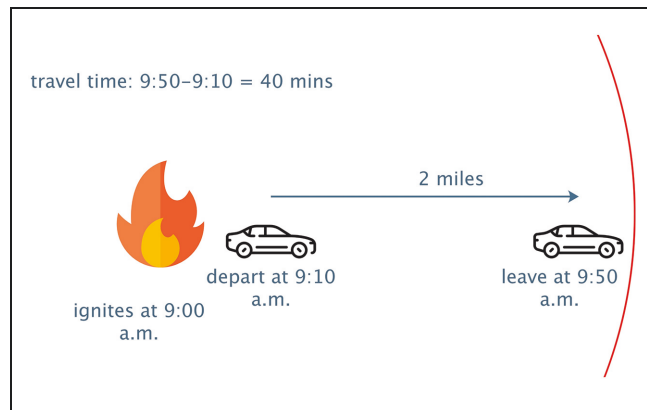 travel time: 9:50–9:10 = 40 mins
2 miles
depart at 9:10
a.m.
leave at 9:50
a.m.
ignites at 9:00
a.m.